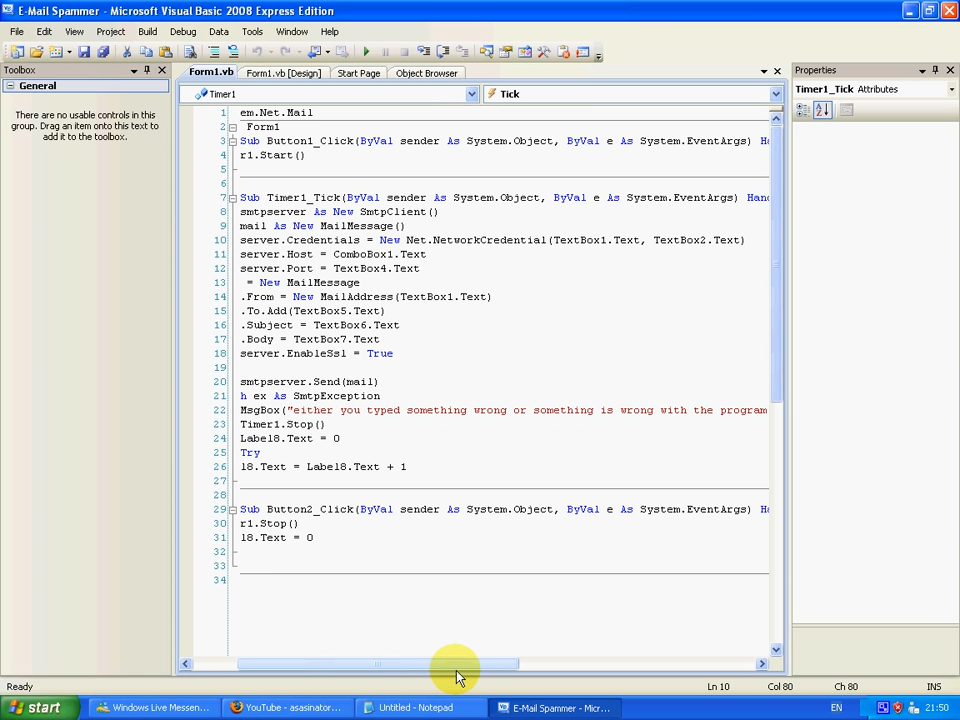 E-Mail Spammer - Microsoft Visual Basic 2008 Express Edition
File Edit View Project Build Debug Data Tools Window Help
Toolbox
Form1.vb Form1.vb [Design] Start Page Object Browser
Properties
General
Timer1 Tick
Timer1_Tick Attributes
There are no usable controls in this
group. Drag an item onto this text to
add it to the toolbox.
1 em.Net.Mail
2 Form1
3 Sub Button1_Click(ByVal sender As System.Object, ByVal e As System.EventArgs) Ha
4 r1.Start()
5
6
7 Sub Timer1_Tick(ByVal sender As System.Object, ByVal e As System.EventArgs) Hand
8 smtpserver As New SmtpClient()
9 mail As New MailMessage()
10 server.Credentials = New Net.NetworkCredential(TextBox1.Text, TextBox2.Text)
11 server.Host = ComboBox1.Text
12 server.Port = TextBox4.Text
13 = New MailMessage
14 .From = New MailAddress(TextBox1.Text)
15 .To.Add(TextBox5.Text)
16 .Subject = TextBox6.Text
17 .Body = TextBox7.Text
18 server.EnableSsl = True
19
20 smtpserver.Send(mail)
21 h ex As SmtpException
22 MsgBox("either you typed something wrong or something is wrong with the program
23 Timer1.Stop()
24 Label8.Text = 0
25 Try
26 l8.Text = Label8.Text + 1
27
28
29 Sub Button2_Click(ByVal sender As System.Object, ByVal e As System.EventArgs) Ha
30 r1.Stop()
31 l8.Text = 0
32
33
34
Ready Ln 10 Col 80 Ch 80 INS
start Windows Live Messen... YouTube - asasinator... Untitled - Notepad E-Mail Spammer - Micr... EN 21:50